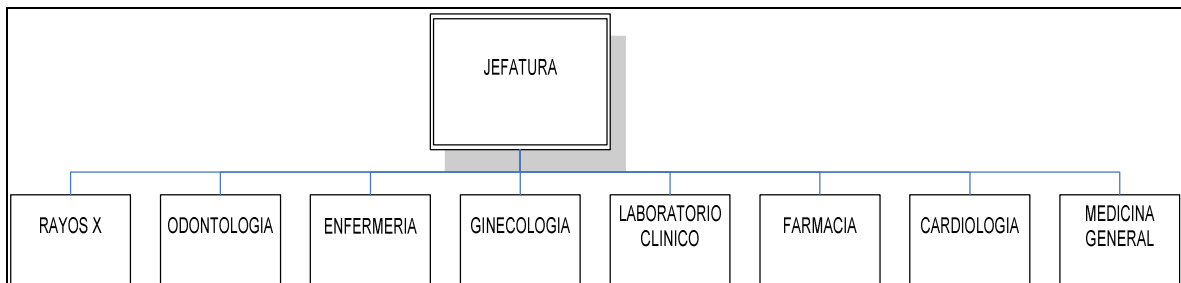 JEFATURA
RAYOS X
ODONTOLOGIA
ENFERMERIA
GINECOLOGIA
LABORATORIO
CLINICO
FARMACIA
CARDIOLOGIA
MEDICINA
GENERAL